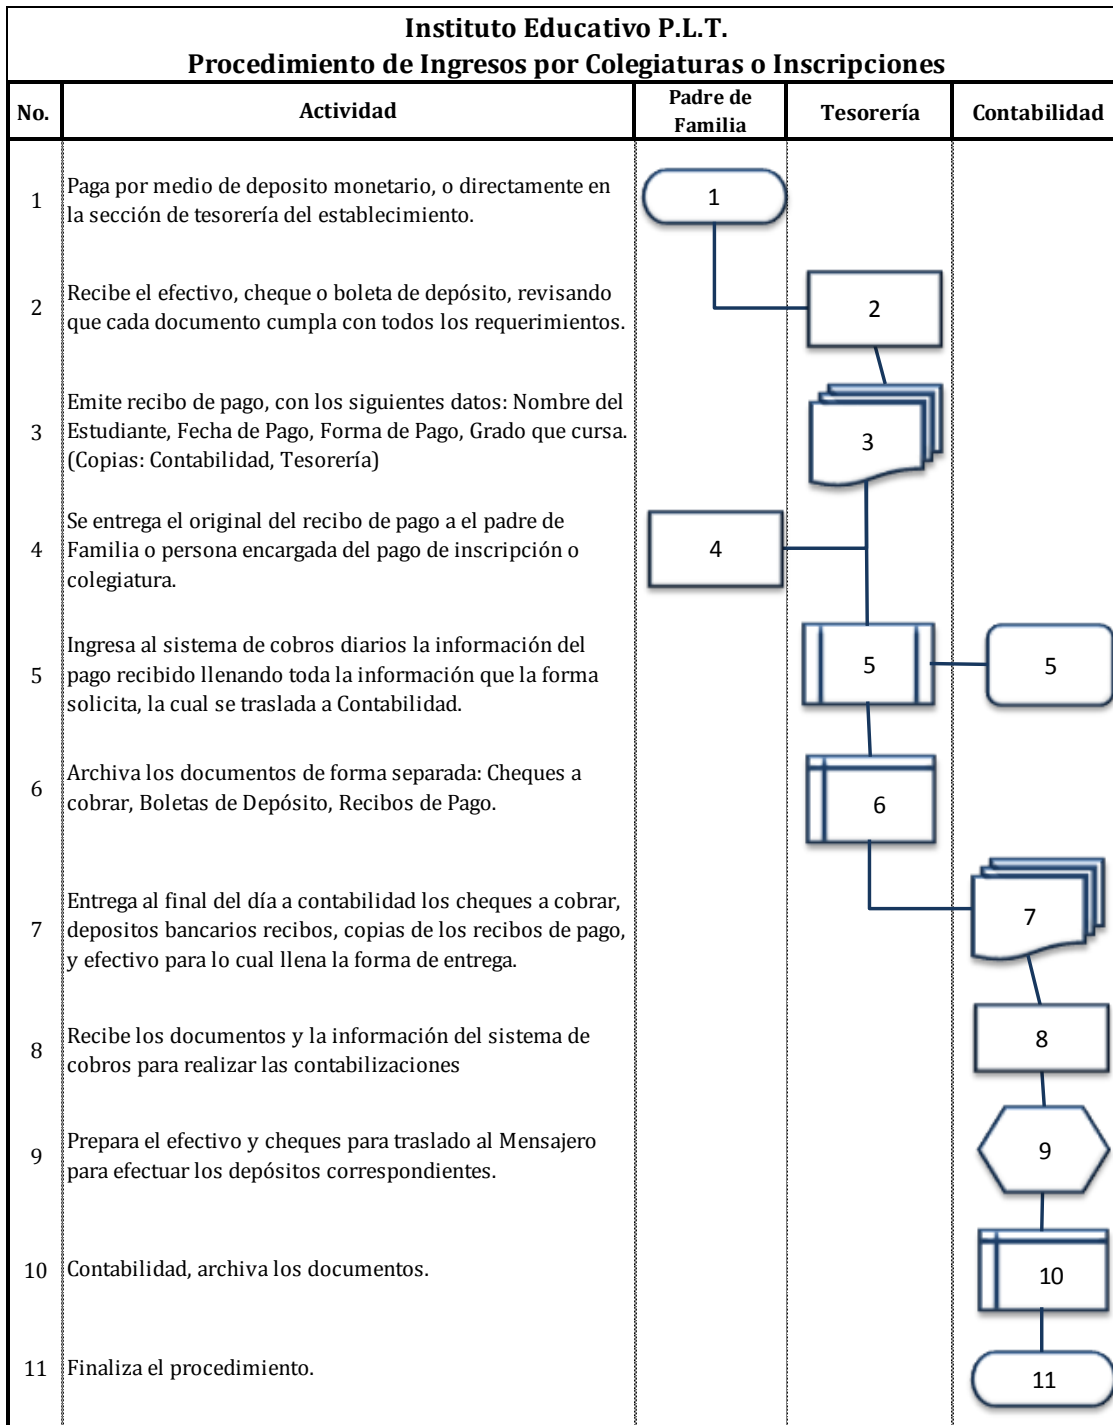 Instituto Educativo P.L.T.
Procedimiento de Ingresos por Colegiaturas o Inscripciones
No.
Actividad
Padre de
Familia
Tesorería
Contabilidad
1
Paga por medio de deposito monetario, o directamente en
la sección de tesorería del establecimiento.
1
2
Recibe el efectivo, cheque o boleta de depósito, revisando
que cada documento cumpla con todos los requerimientos.
2
3
Emite recibo de pago, con los siguientes datos: Nombre del
Estudiante, Fecha de Pago, Forma de Pago, Grado que cursa.
(Copias: Contabilidad, Tesorería)
3
4
Se entrega el original del recibo de pago a el padre de
Familia o persona encargada del pago de inscripción o
colegiatura.
4
5
Ingresa al sistema de cobros diarios la información del
pago recibido llenando toda la información que la forma
solicita, la cual se traslada a Contabilidad.
5
5
6
Archiva los documentos de forma separada: Cheques a
cobrar, Boletas de Depósito, Recibos de Pago.
6
7
Entrega al final del día a contabilidad los cheques a cobrar,
depositos bancarios recibos, copias de los recibos de pago,
y efectivo para lo cual llena la forma de entrega.
7
8
Recibe los documentos y la información del sistema de
cobros para realizar las contabilizaciones
8
9
Prepara el efectivo y cheques para traslado al Mensajero
para efectuar los depósitos correspondientes.
9
10
Contabilidad, archiva los documentos.
10
11
Finaliza el procedimiento.
11